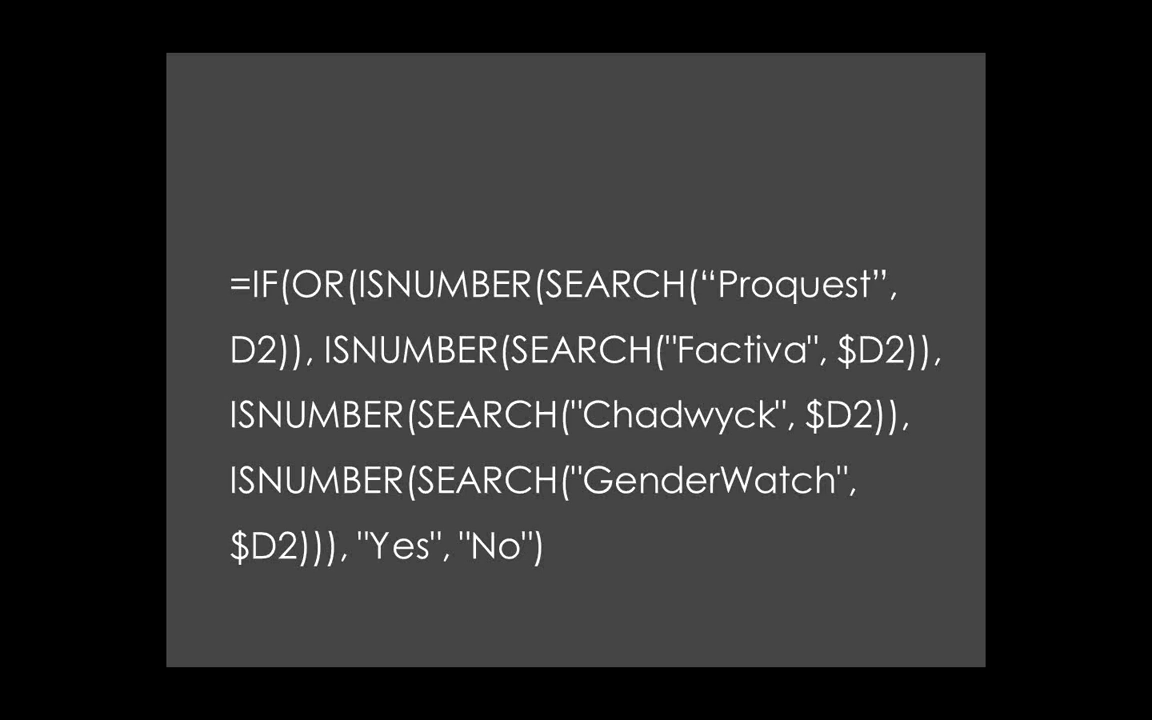 =IF(OR(ISNUMBER(SEARCH(“Proquest”,
D2)), ISNUMBER(SEARCH("Factiva", $D2)),
ISNUMBER(SEARCH("Chadwyck", $D2)),
ISNUMBER(SEARCH("GenderWatch",
$D2))), "Yes", "No")